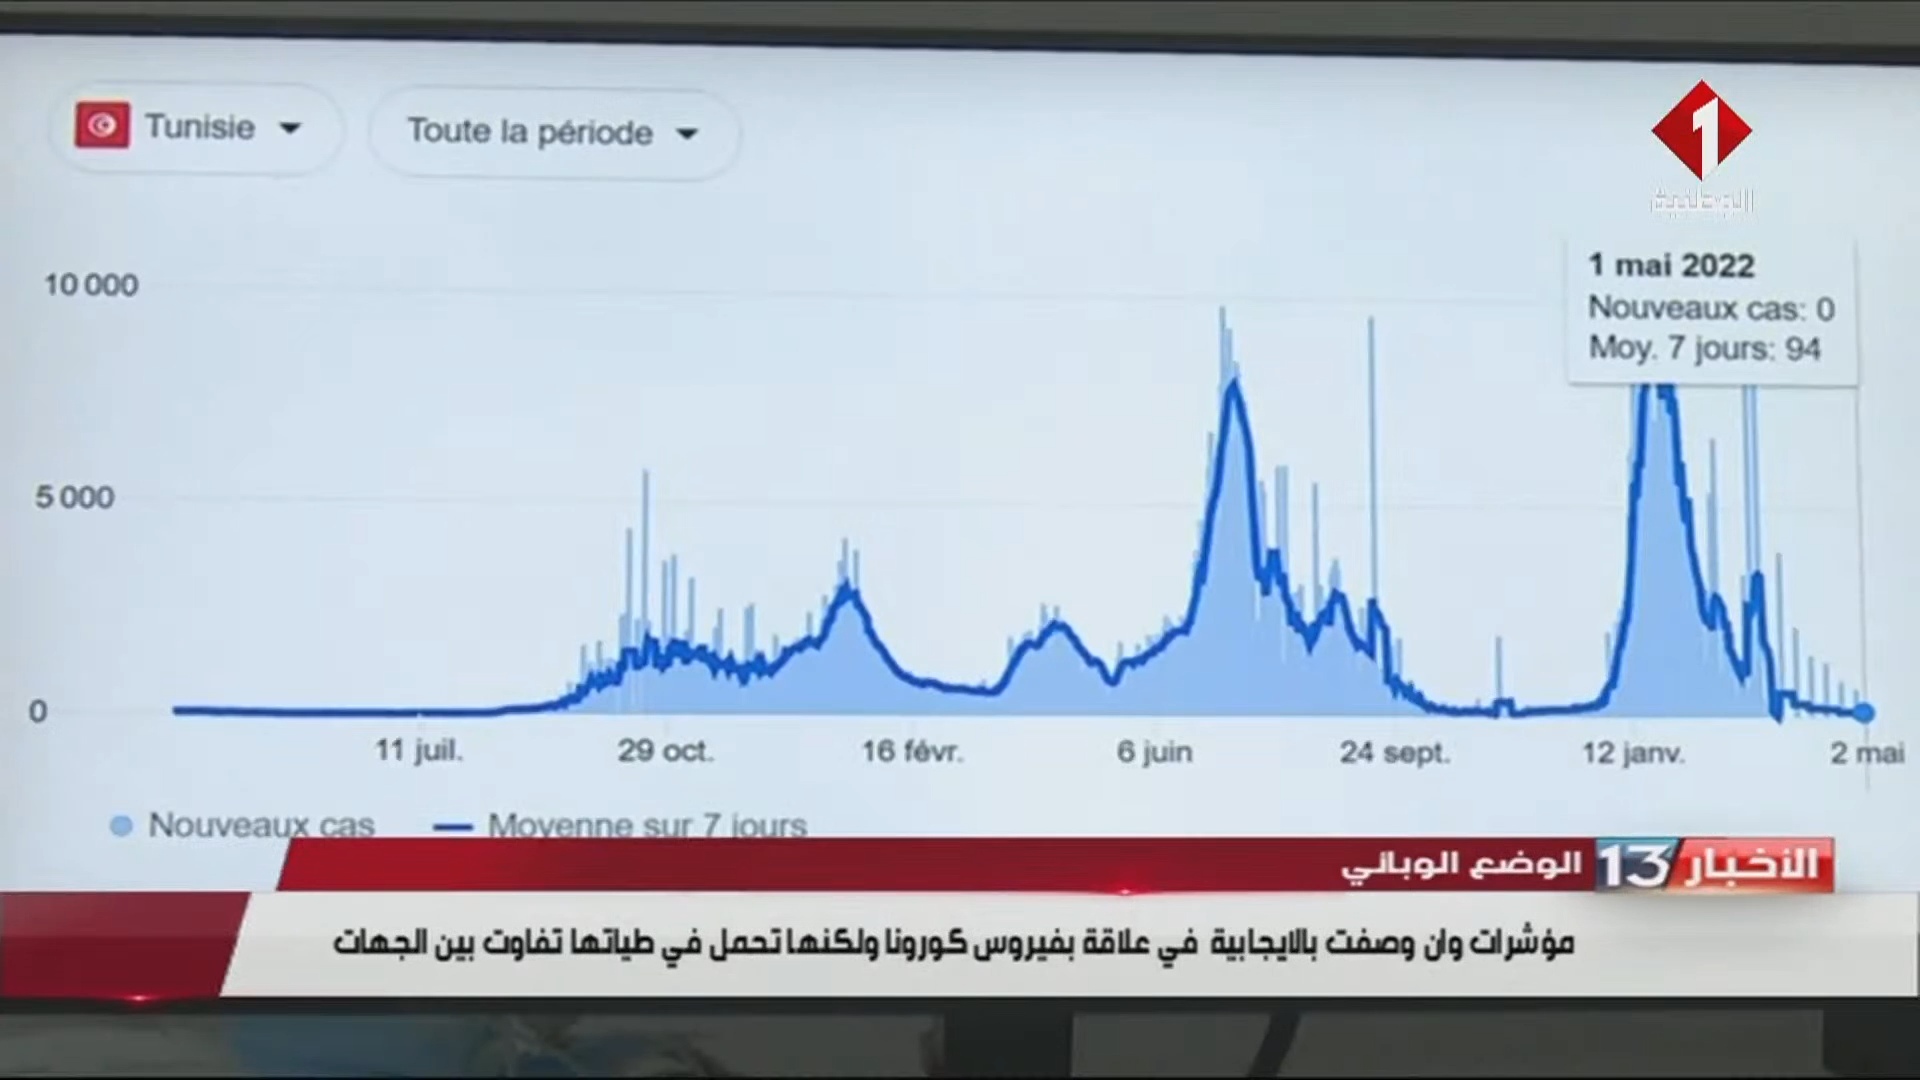 Tunisie
Toute la période
1
الوطنية
1 mai 2022
Nouveaux cas: 0
Moy. 7 jours: 94
10 000
5 000
0
11 juil.
29 oct.
16 févr.
6 juin
24 sept.
12 janv.
2 mai
Nouveaux cas
Moyenne sur 7 jours
الأخبار 13 الوضع الوبائي
مؤشرات وان وصفت بالايجابية في علاقة بفيروس كورونا ولكنها تحمل في طياتها تفاوت بين الجهات